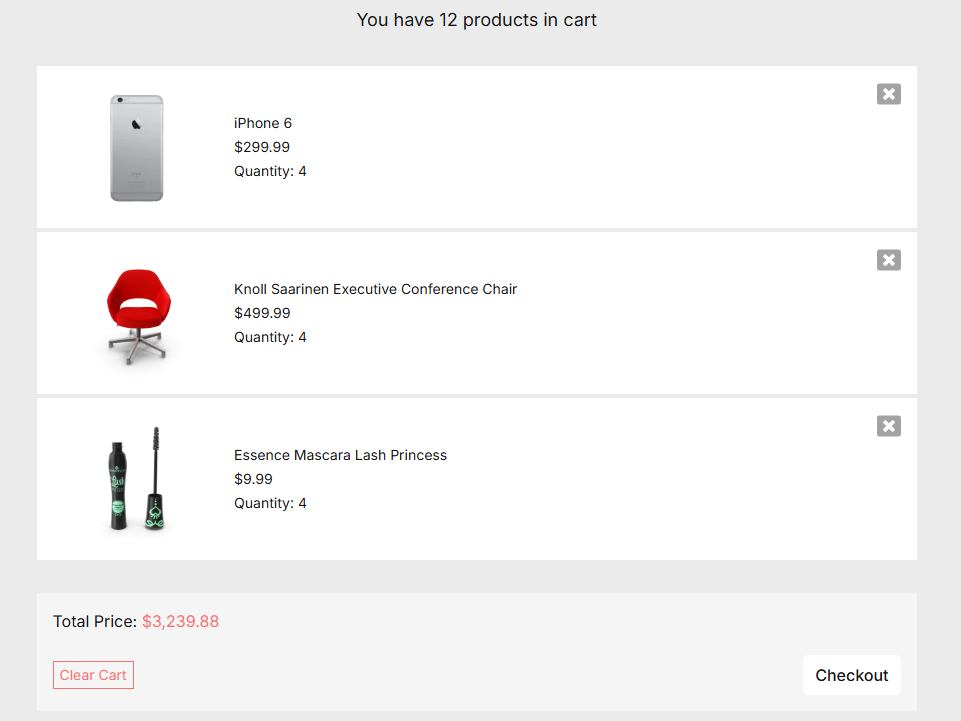 You have 12 products in cart
iPhone 6
$299.99
Quantity: 4
Knoll Saarinen Executive Conference Chair
$499.99
Quantity: 4
Essence Mascara Lash Princess
$9.99
Quantity: 4
Total Price: $3,239.88
Clear Cart
Checkout